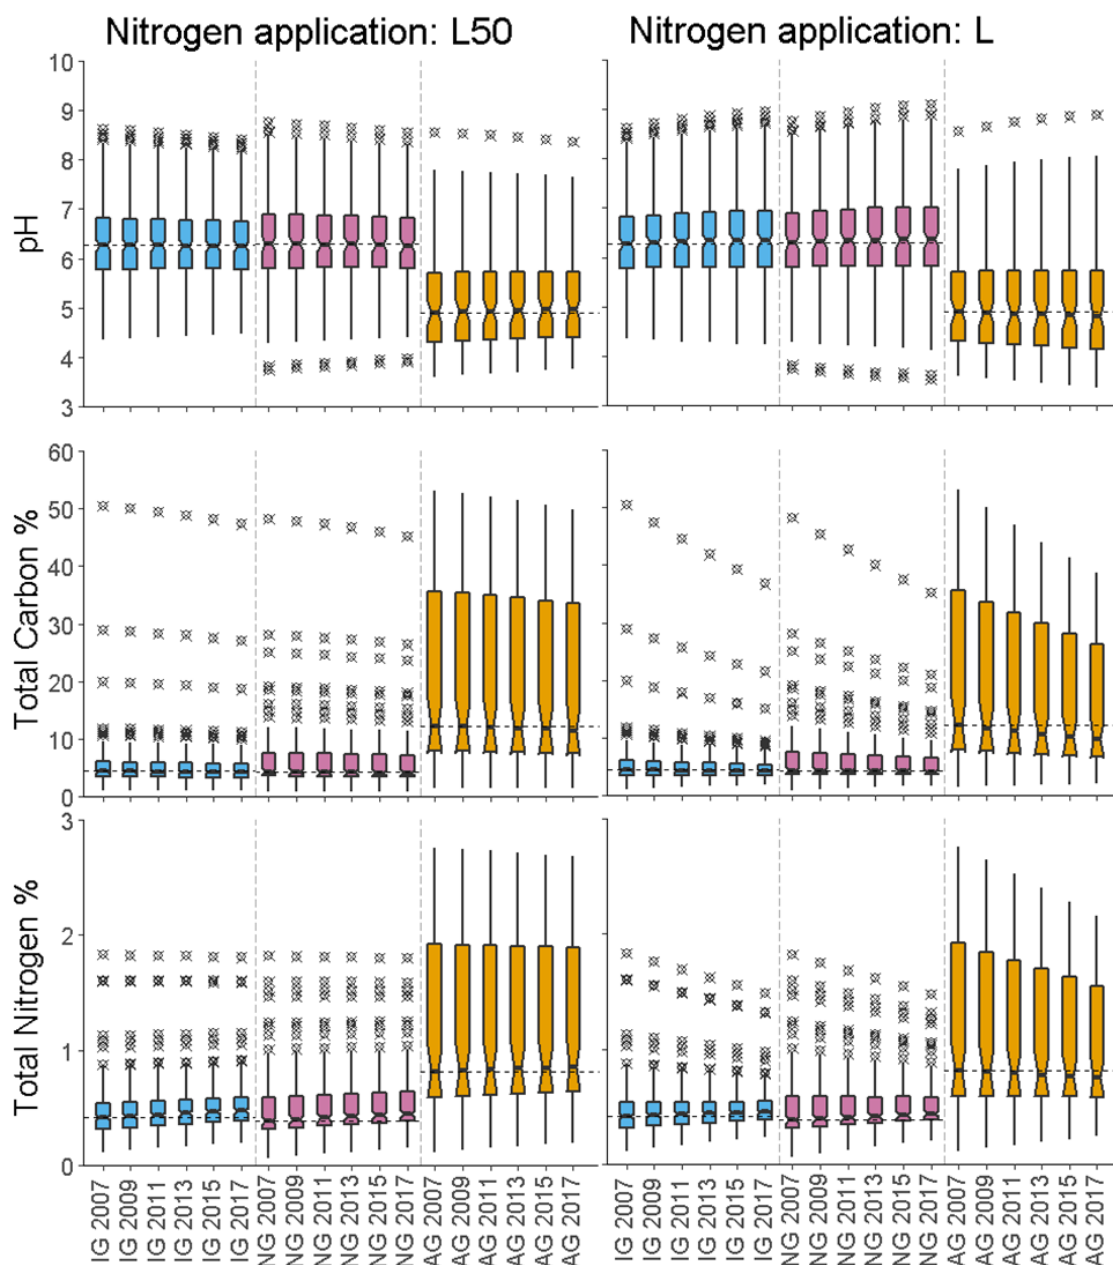 Nitrogen application: L50
Nitrogen application: L
pH
10
9
8
7
6
5
4
3
Total Carbon %
60
50
40
30
20
10
0
Total Nitrogen %
3
2
1
0
IG 2007
IG 2009
IG 2011
IG 2013
IG 2015
IG 2017
NG 2007
NG 2009
NG 2011
NG 2013
NG 2015
NG 2017
AG 2007
AG 2009
AG 2011
AG 2013
AG 2015
AG 2017
IG 2007
IG 2009
IG 2011
IG 2013
IG 2015
IG 2017
NG 2007
NG 2009
NG 2011
NG 2013
NG 2015
NG 2017
AG 2007
AG 2009
AG 2011
AG 2013
AG 2015
AG 2017